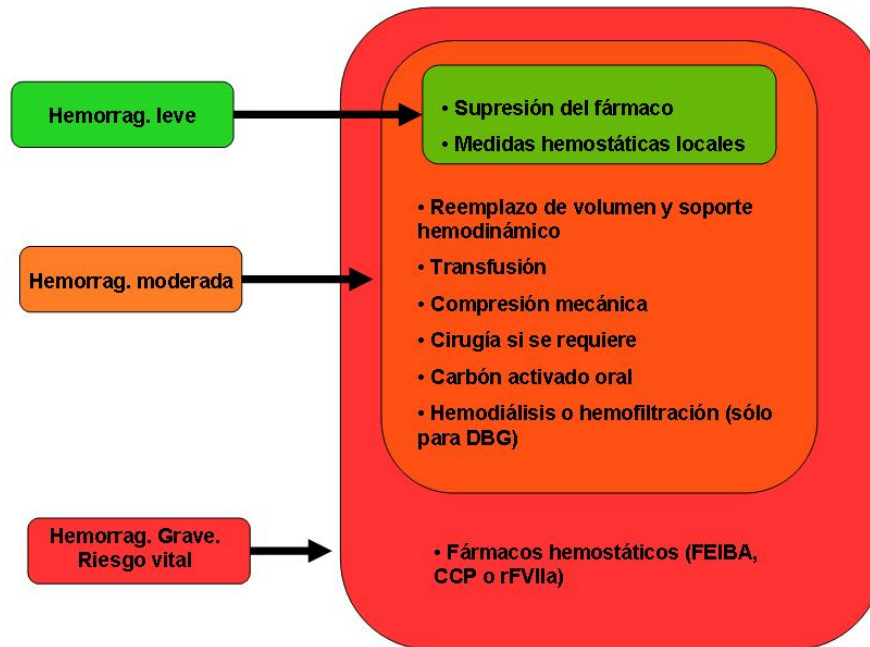 Hemorrag. leve
• Supresión del fármaco
• Medidas hemostáticas locales
• Reemplazo de volumen y soporte
hemodinámico
Hemorrag. moderada
• Transfusión
• Compresión mecánica
• Cirugía si se requiere
• Carbón activado oral
• Hemodiálisis o hemofiltración (sólo
para DBG)
Hemorrag. Grave.
Riesgo vital
• Fármacos hemostáticos (FEIBA,
CCP o rFVIIa)